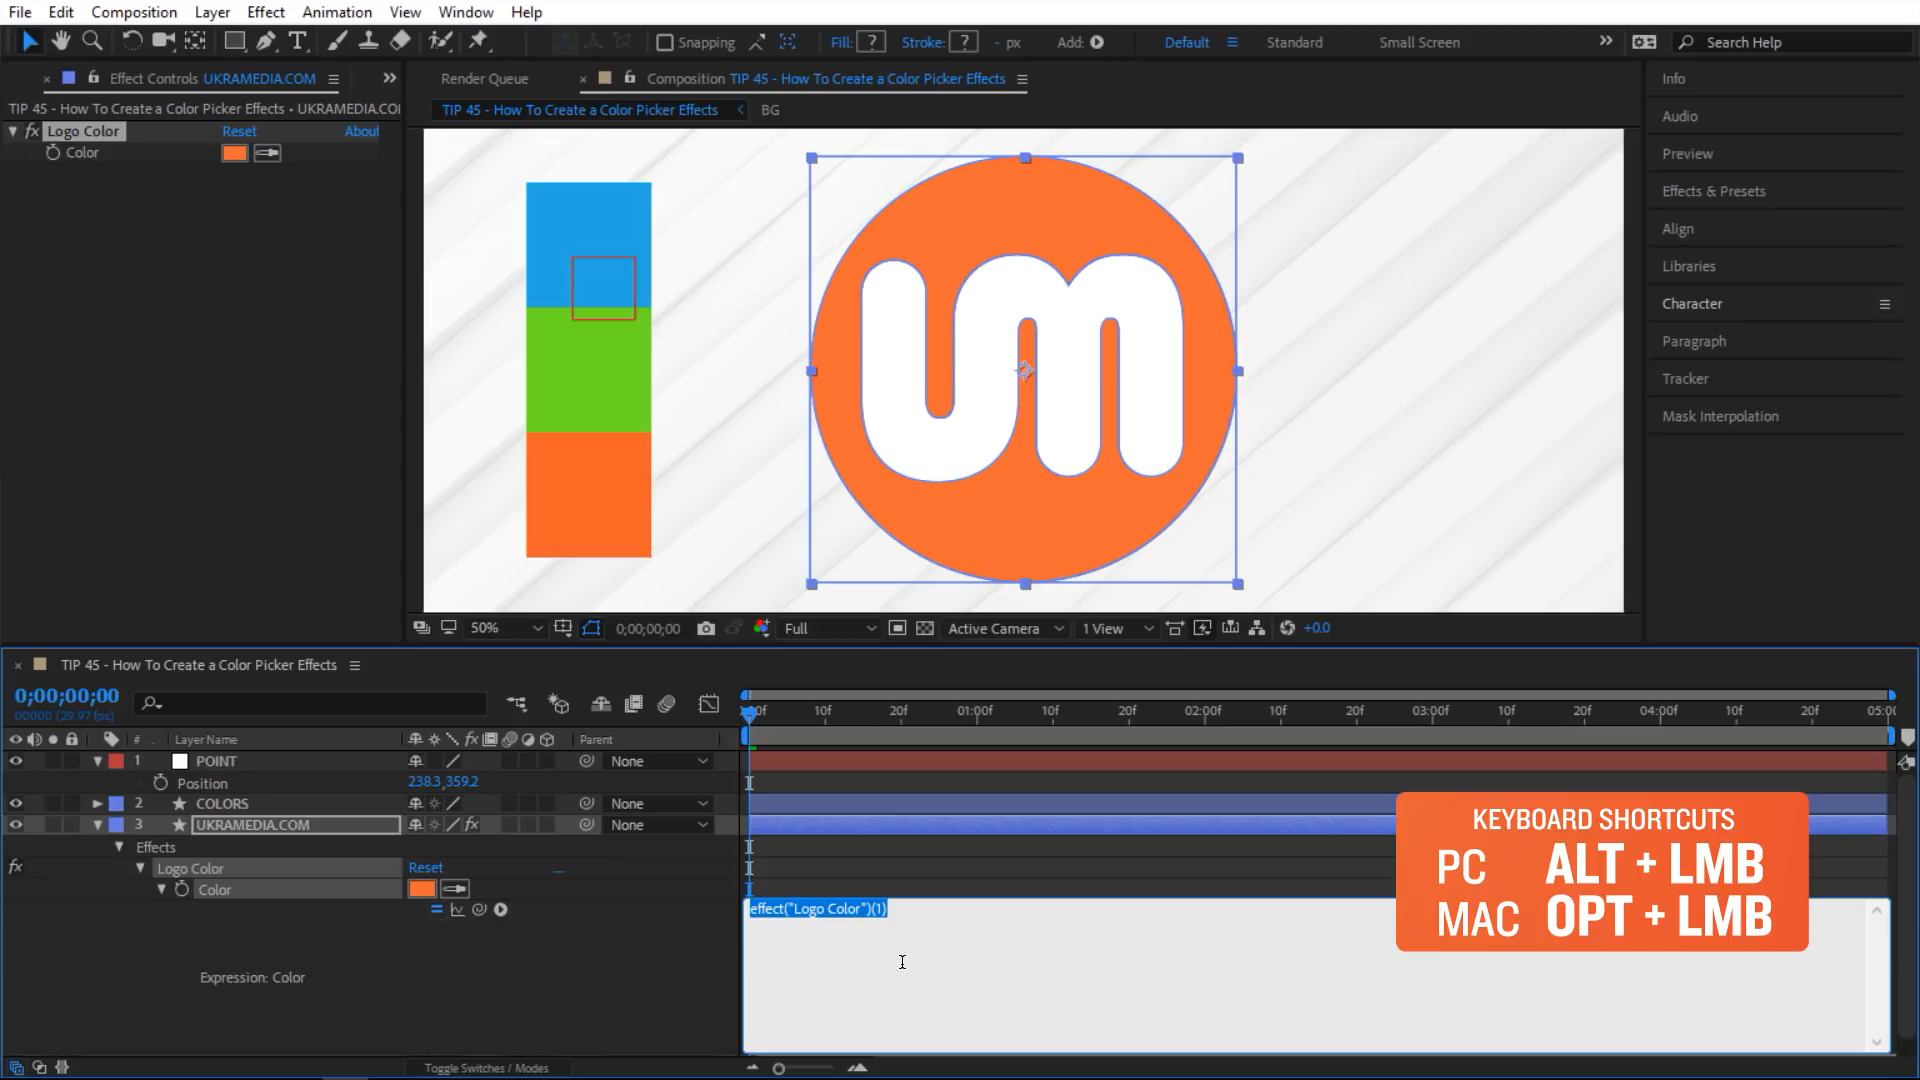 File Edit Composition Layer Effect Animation View Window Help
Snapping Fill: ? Stroke: ? - px Add: Default Standard Small Screen Search Help
Effect Controls UKRAMEDIA.COM
Render Queue
Composition TIP 45 - How To Create a Color Picker Effects
TIP 45 - How To Create a Color Picker Effects • UKRAMEDIA.CO
TIP 45 - How To Create a Color Picker Effects BG
fx Logo Color Reset About
Color
um
Info
Audio
Preview
Effects & Presets
Align
Libraries
Character
Paragraph
Tracker
Mask Interpolation
50% 0;00;00;00 Full Active Camera 1 View +0.0
TIP 45 - How To Create a Color Picker Effects
0;00;00;00
00000 (29.97 fps)
10f 20f 01:00f 10f 20f 02:00f 10f 20f 03:00f 10f 20f 04:00f 10f 20f 05:00
# Layer Name fx Parent
1 POINT None
Position 238.3,359.2
2 COLORS None
3 UKRAMEDIA.COM fx None
Effects
fx Logo Color Reset
Color
effect("Logo Color")(1)
Expression: Color
KEYBOARD SHORTCUTS
PC ALT + LMB
MAC OPT + LMB
Toggle Switches / Modes